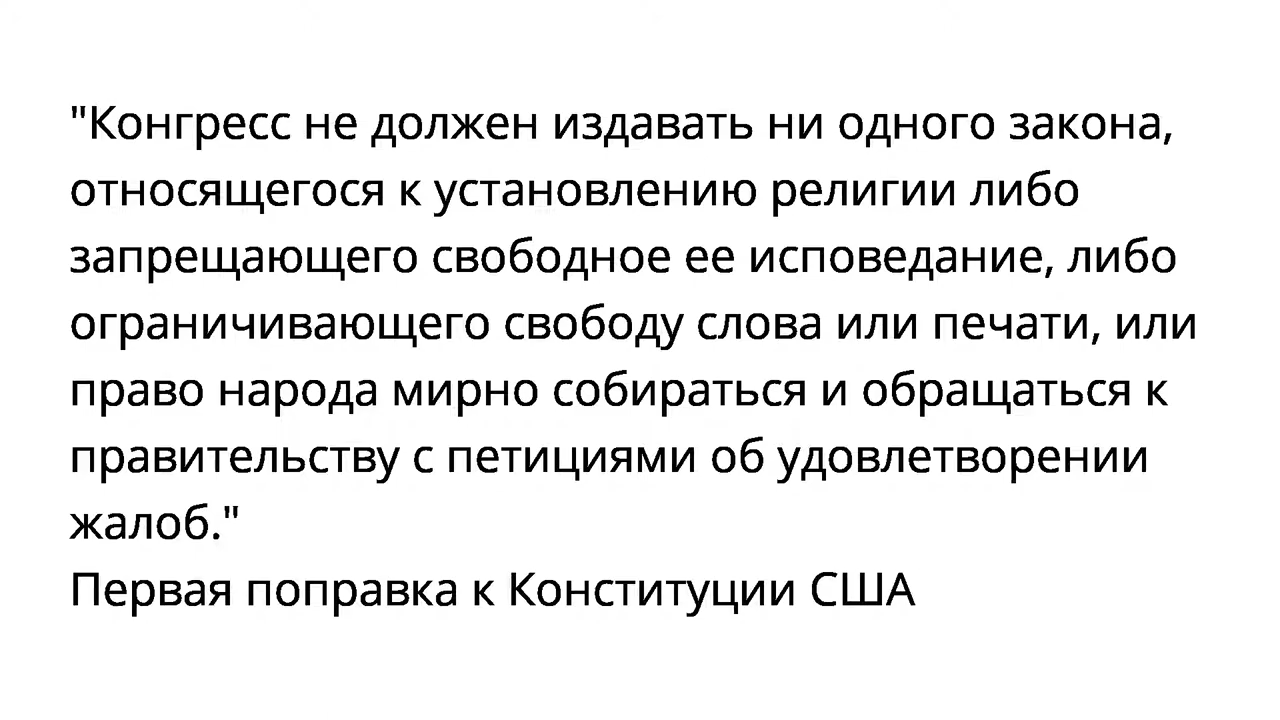 "Конгресс не должен издавать ни одного закона,
относящегося к установлению религии либо
запрещающего свободное ее исповедание, либо
ограничивающего свободу слова или печати, или
право народа мирно собираться и обращаться к
правительству с петициями об удовлетворении
жалоб."
Первая поправка к Конституции США